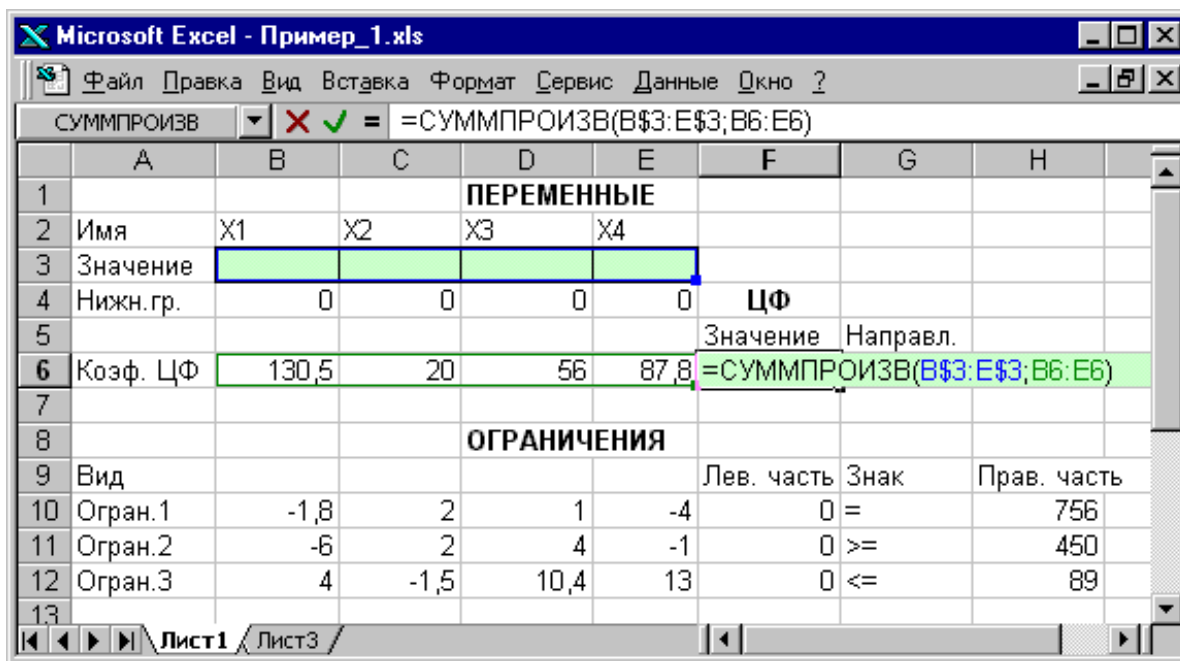 Microsoft Excel - Пример_1.xls
Файл Правка Вид Вставка Формат Сервис Данные Окно ?
СУММПРОИЗВ = =СУММПРОИЗВ(B$3:E$3;B6:E6)
A B C D E F G H
1 ПЕРЕМЕННЫЕ
2 Имя X1 X2 X3 X4
3 Значение
4 Нижн.гр. 0 0 0 0 ЦФ
5 Значение Направл.
6 Коэф. ЦФ 130,5 20 56 87,8 =СУММПРОИЗВ(B$3:E$3;B6:E6)
7
8 ОГРАНИЧЕНИЯ
9 Вид Лев. часть Знак Прав. часть
10 Огран.1 -1,8 2 1 -4 0 = 756
11 Огран.2 -6 2 4 -1 0 >= 450
12 Огран.3 4 -1,5 10,4 13 0 <= 89
13
Лист1 Лист3